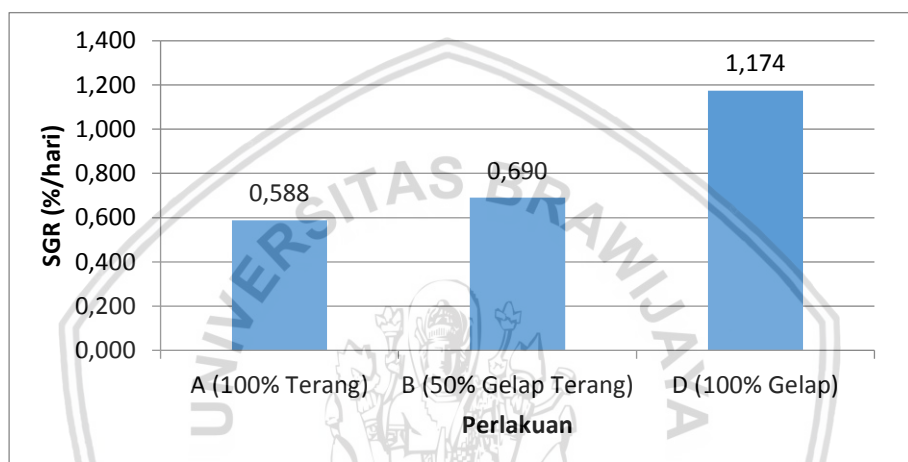 1,400
1,200
1,000
0,800
0,600
0,400
0,200
0,000
SGR (%/hari)
0,588
0,690
1,174
A (100% Terang)
B (50% Gelap Terang)
D (100% Gelap)
Perlakuan
UNIVERSITAS BRAWIJAYA